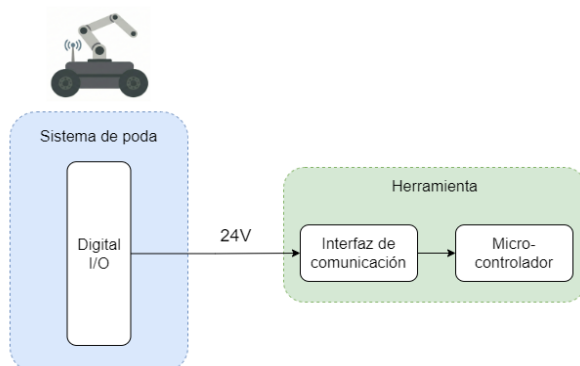 Sistema de poda
Digital
I/O
24V
Herramienta
Interfaz de
comunicación
Micro-
controlador